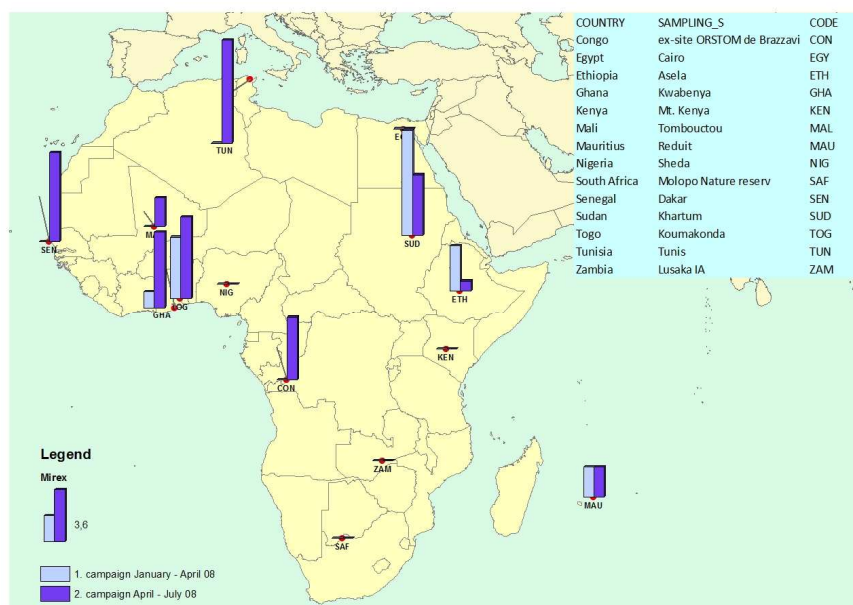 COUNTRY SAMPLING_S CODE
Congo ex-site ORSTOM de Brazzavi CON
Egypt Cairo EGY
Ethiopia Asela ETH
Ghana Kwabenya GHA
Kenya Mt. Kenya KEN
Mali Tombouctou MAL
Mauritius Reduit MAU
Nigeria Sheda NIG
South Africa Molopo Nature reserv SAF
Senegal Dakar SEN
Sudan Khartum SUD
Togo Koumakonda TOG
Tunisia Tunis TUN
Zambia Lusaka IA ZAM
TUN
SEN
SUD
NIG
ETH
GHA
TOG
KEN
CON
ZAM
MAU
SAF
Legend
Mirex
3,6
1. campaign January - April 08
2. campaign April - July 08